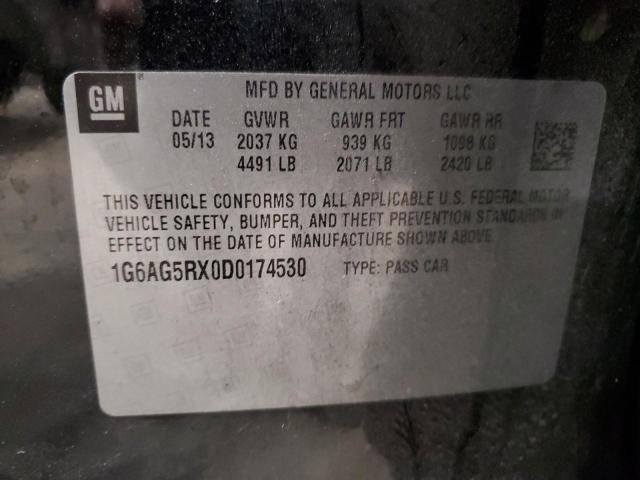 GM
MFD BY GENERAL MOTORS LLC
DATE GVWR GAWR FRT GAWR RR
05/13 2037 KG 939 KG 1098 KG
4491 LB 2071 LB 2420 LB
THIS VEHICLE CONFORMS TO ALL APPLICABLE U.S. FEDERAL MOTOR
VEHICLE SAFETY, BUMPER, AND THEFT PREVENTION STANDARDS IN
EFFECT ON THE DATE OF MANUFACTURE SHOWN ABOVE.
1G6AG5RX0D0174530 TYPE: PASS CAR